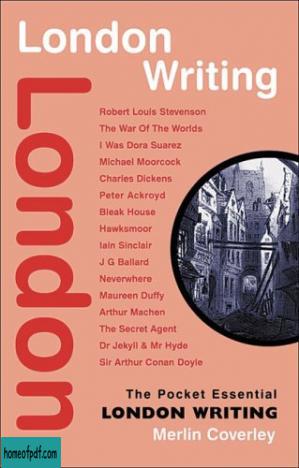 London
Writing
London
Robert Louis Stevenson
The War Of The Worlds
I Was Dora Suarez
Michael Moorcock
Charles Dickens
Peter Ackroyd
Bleak House
Hawksmoor
Iain Sinclair
J G Ballard
Neverwhere
Maureen Duffy
Arthur Machen
The Secret Agent
Dr Jekyll & Mr Hyde
Sir Arthur Conan Doyle
The Pocket Essential
LONDON WRITING
Merlin Coverley
homeofpdf.com